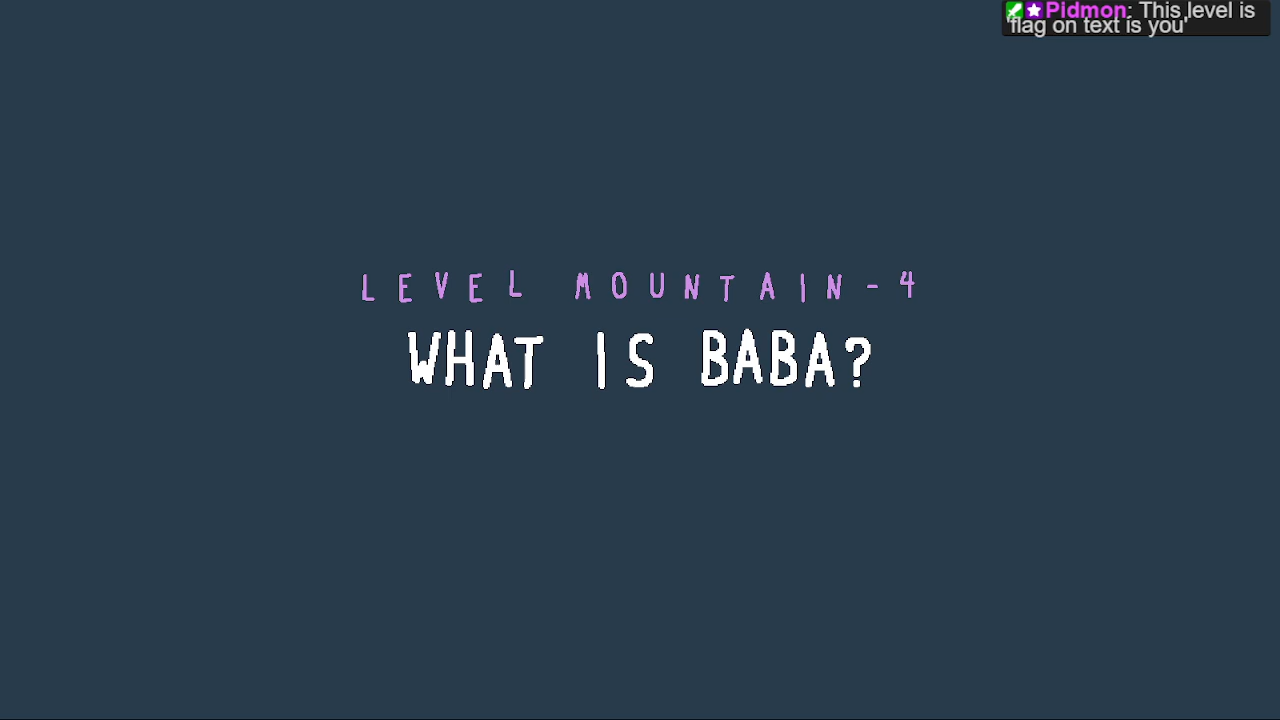 Pidmon: This level is
'flag on text is you'
LEVEL MOUNTAIN-4
WHAT IS BABA?